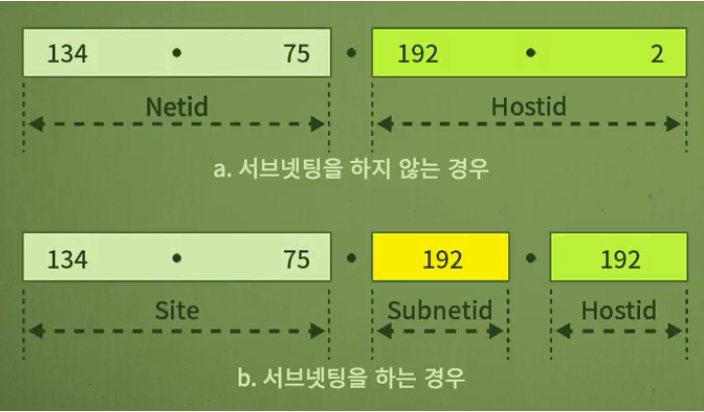 134 • 75 • 192 • 2
Netid Hostid
a. 서브넷팅을 하지 않는 경우
134 • 75 • 192 • 192
Site Subnetid Hostid
b. 서브넷팅을 하는 경우